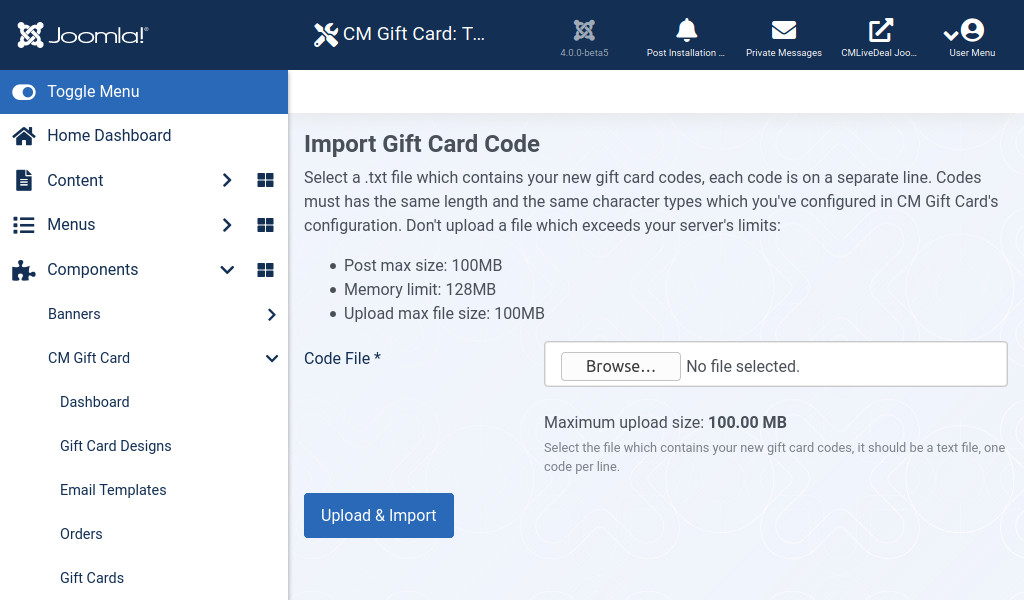 Joomla!
CM Gift Card: T...
4.0.0-beta5
Post Installation ...
Private Messages
CMLiveDeal Joo...
User Menu
Toggle Menu
Home Dashboard
Content
Menus
Components
Banners
CM Gift Card
Dashboard
Gift Card Designs
Email Templates
Orders
Gift Cards
Import Gift Card Code
Select a .txt file which contains your new gift card codes, each code is on a separate line. Codes
must has the same length and the same character types which you've configured in CM Gift Card's
configuration. Don't upload a file which exceeds your server's limits:
• Post max size: 100MB
• Memory limit: 128MB
• Upload max file size: 100MB
Code File *
Browse... No file selected.
Maximum upload size: 100.00 MB
Select the file which contains your new gift card codes, it should be a text file, one
code per line.
Upload & Import